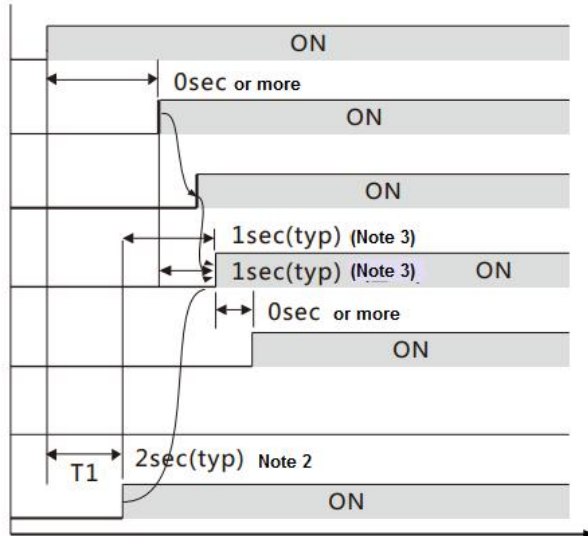 ON
0sec or more
ON
ON
1sec(typ) (Note 3)
1sec(typ) (Note 3) ON
0sec or more
ON
T1 2sec(typ) Note 2
ON